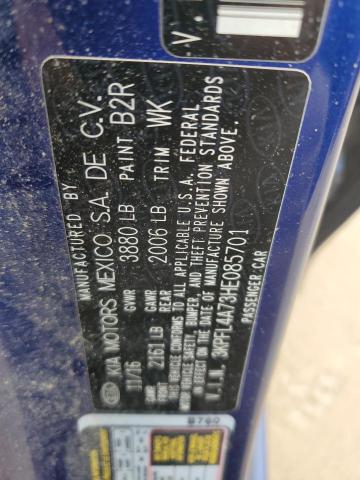 MANUFACTURED BY
KIA MOTORS MEXICO S.A. DE C.V.
11/16 GVWR 3880 LB PAINT B2R
GAWR FRONT 2161 LB GAWR REAR 2006 LB TRIM WK
THIS VEHICLE CONFORMS TO ALL APPLICABLE U.S.A. FEDERAL
MOTOR VEHICLE SAFETY, BUMPER, AND THEFT PREVENTION STANDARDS
IN EFFECT ON THE DATE OF MANUFACTURE SHOWN ABOVE.
V.I.N. 3KPFL4A73HE085701
PASSENGER CAR
B760
V